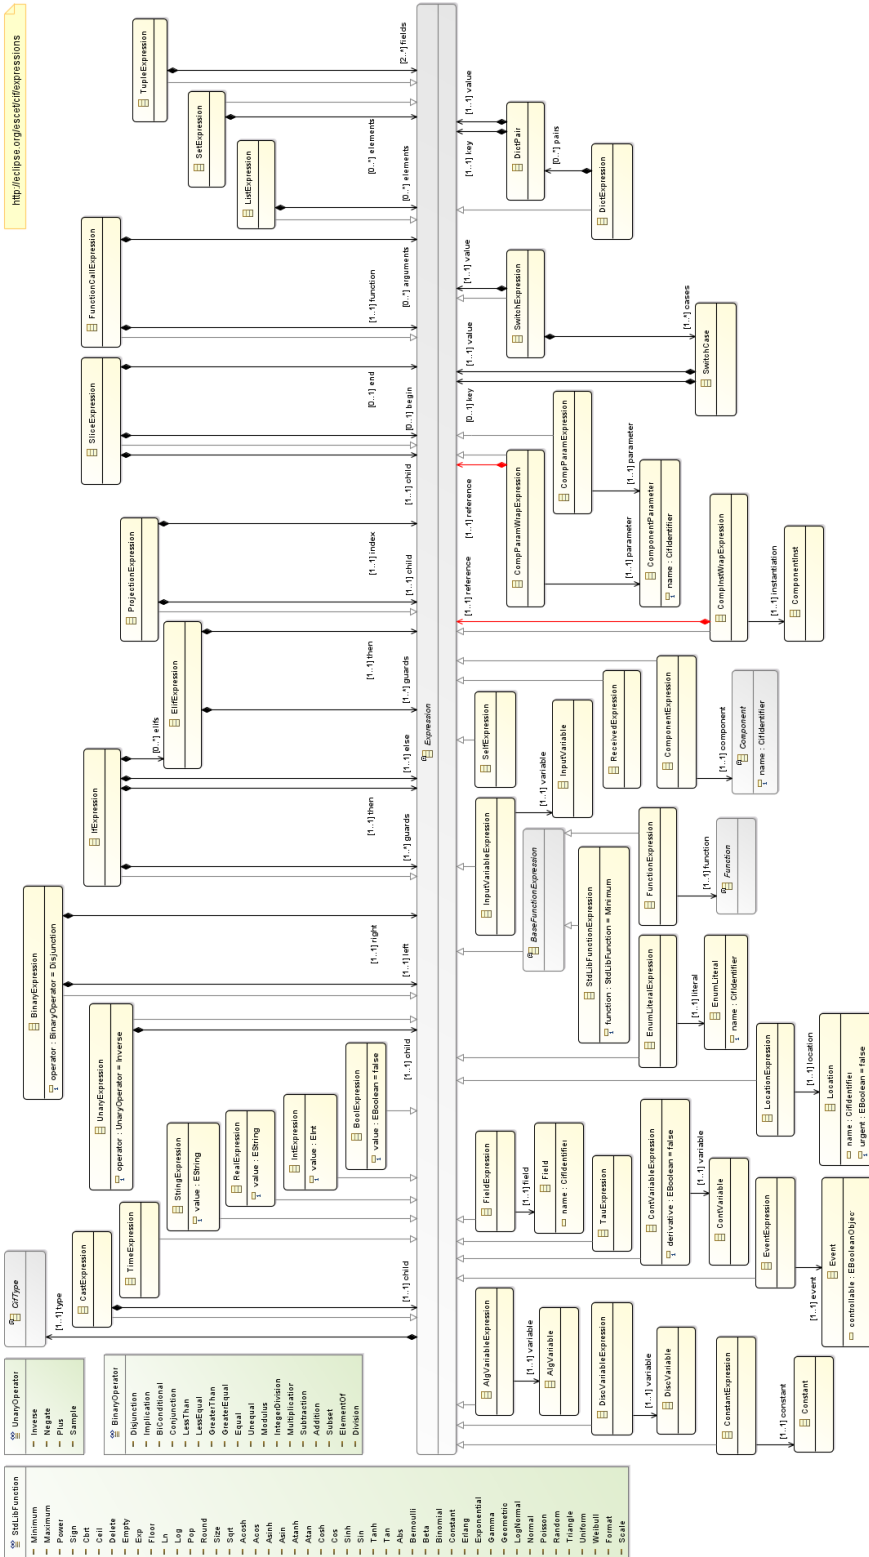 StdLibFunction
Minimum
Maximum
Power
Sign
Cbrt
Ceil
Delete
Empty
Exp
Floor
Ln
Log
Pop
Round
Size
Sqrt
Acosh
Acos
Asinh
Asin
Atanh
Atan
Cosh
Cos
Sinh
Sin
Tanh
Tan
Abs
Bernoulli
Beta
Binomial
Constant
Erlang
Exponential
Gamma
Geometric
LogNormal
Normal
Poisson
Random
Triangle
Uniform
Weibull
Format
Scale
UnaryOperator
Inverse
Negate
Plus
Sample
BinaryOperator
Disjunction
Implication
BiConditional
Conjunction
LessThan
LessEqual
GreaterThan
GreaterEqual
Equal
Unequal
Modulus
IntegerDivision
Multiplication
Subtraction
Addition
Subset
ElementOf
Division
CifType
[1..1] type
CastExpression
[1..1] child
TimeExpression
StringExpression
value : EString
RealExpression
value : EString
IntExpression
value : EInt
BoolExpression
value : EBoolean = false
UnaryExpression
operator : UnaryOperator = Inverse
[1..1] child
BinaryExpression
operator : BinaryOperator = Disjunction
[1..1] left
[1..1] right
IfExpression
[1..*] guards
[1..1] then
[1..1] else
[0..*] elifs
ElifExpression
[1..*] guards
[1..1] then
ProjectionExpression
[1..1] child
[1..1] index
SliceExpression
[1..1] child
[0..1] begin
[0..1] end
FunctionCallExpression
[1..1] function
[0..*] arguments
ListExpression
[0..*] elements
SetExpression
[0..*] elements
TupleExpression
[2..*] fields
http://eclipse.org/escet/cif/expressions
Expression
AlgVariableExpression
[1..1] variable
AlgVariable
DiscVariableExpression
[1..1] variable
DiscVariable
ConstantExpression
[1..1] constant
Constant
FieldExpression
[1..1] field
Field
name : CifIdentifier
TauExpression
ContVariableExpression
derivative : EBoolean = false
[1..1] variable
ContVariable
EventExpression
[1..1] event
Event
controllable : EBooleanObjec
InputVariableExpression
[1..1] variable
InputVariable
BaseFunctionExpression
StdLibFunctionExpression
function : StdLibFunction = Minimum
FunctionExpression
[1..1] function
Function
EnumLiteralExpression
[1..1] literal
EnumLiteral
name : CifIdentifier
LocationExpression
[1..1] location
Location
name : CifIdentifier
urgent : EBoolean = false
SelfExpression
ReceivedExpression
ComponentExpression
[1..1] component
Component
name : CifIdentifier
CompParamWrapExpression
[1..1] reference
[1..1] parameter
CompParamExpression
[1..1] parameter
ComponentParameter
name : CifIdentifier
CompInstWrapExpression
[1..1] reference
[1..1] instantiation
ComponentInst
SwitchExpression
[1..1] value
[1..*] cases
SwitchCase
[0..1] key
[1..1] value
DictPair
[1..1] key
[1..1] value
[0..*] pairs
DictExpression